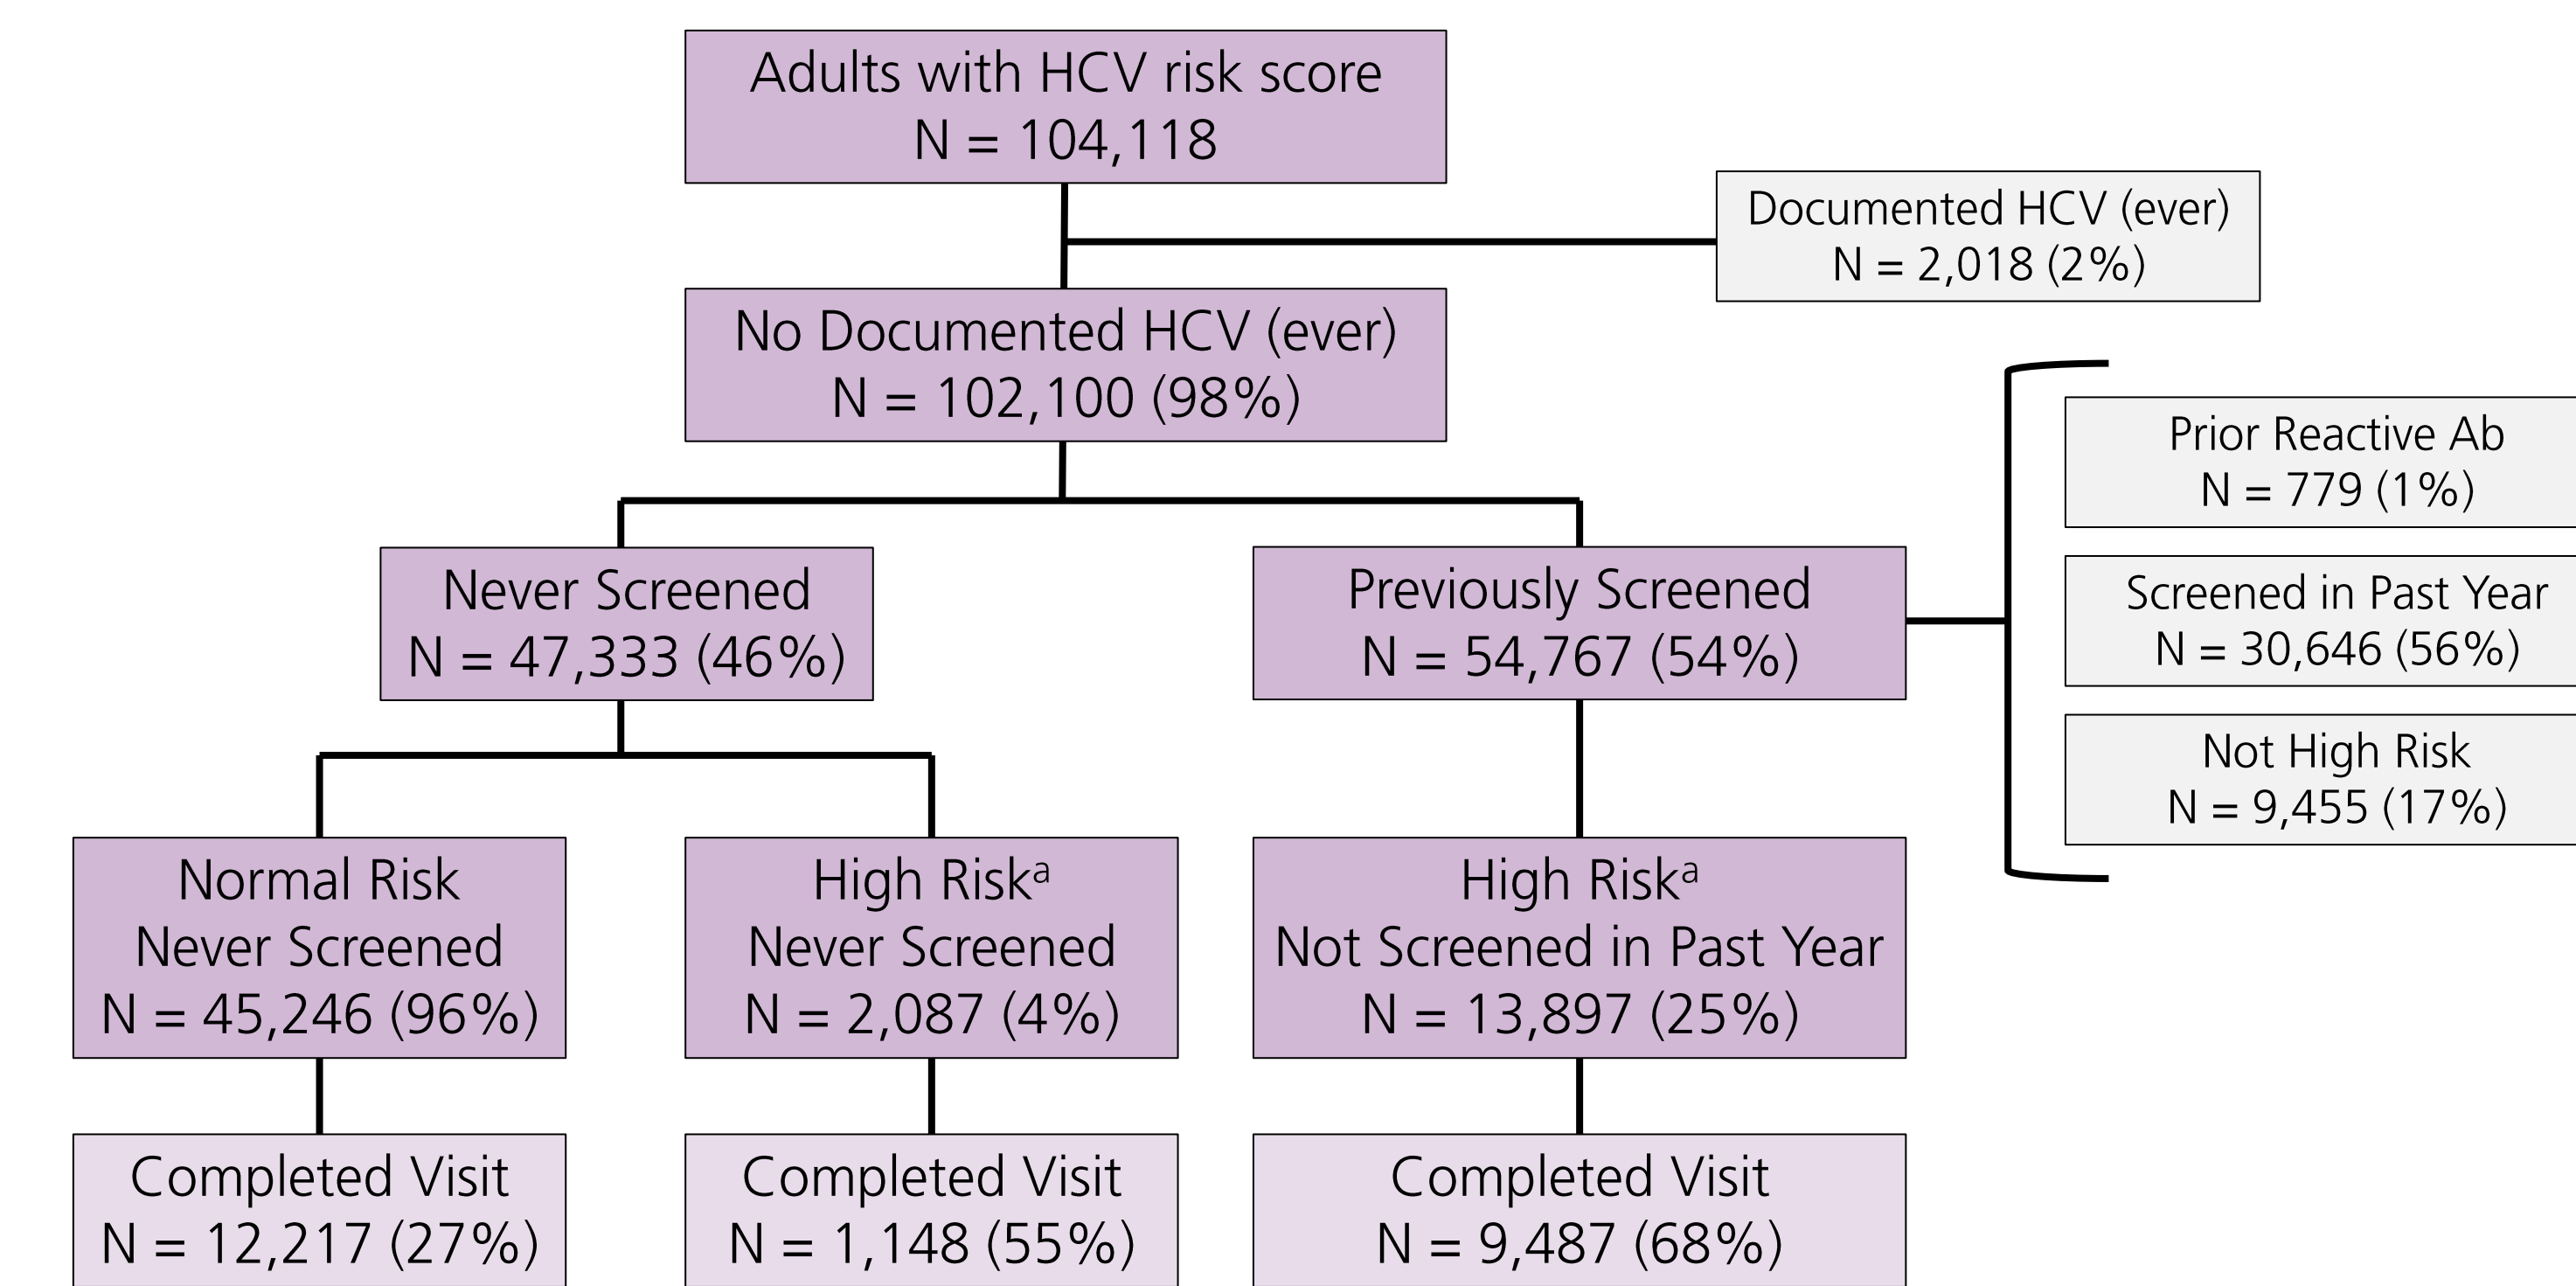 Adults with HCV risk score
N = 104,118
Documented HCV (ever)
N = 2,018 (2%)
No Documented HCV (ever)
N = 102,100 (98%)
Prior Reactive Ab
N = 779 (1%)
Screened in Past Year
N = 30,646 (56%)
Not High Risk
N = 9,455 (17%)
Never Screened
N = 47,333 (46%)
Previously Screened
N = 54,767 (54%)
Normal Risk
Never Screened
N = 45,246 (96%)
High Riskᵃ
Never Screened
N = 2,087 (4%)
High Riskᵃ
Not Screened in Past Year
N = 13,897 (25%)
Completed Visit
N = 12,217 (27%)
Completed Visit
N = 1,148 (55%)
Completed Visit
N = 9,487 (68%)